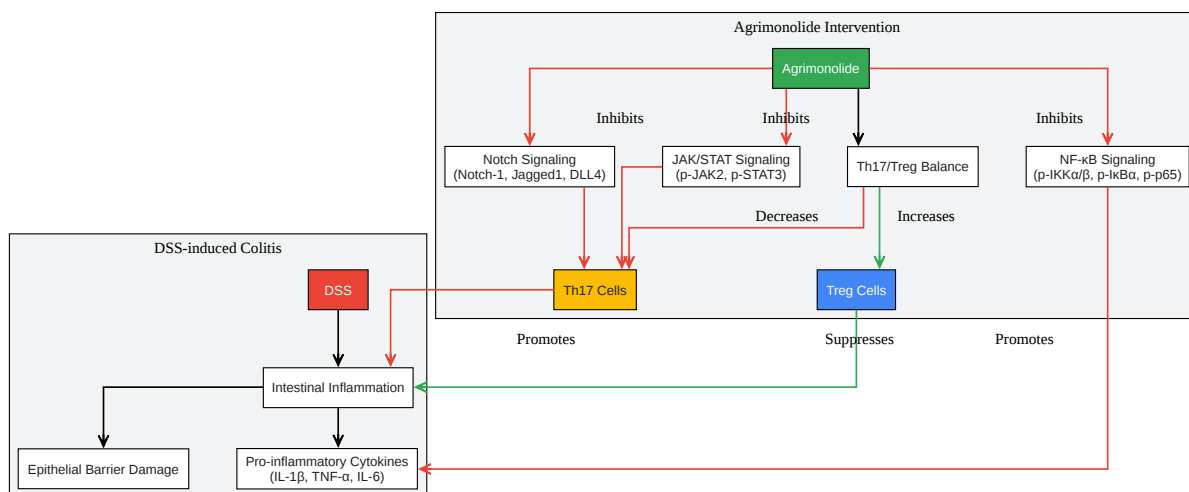 Agrimonolide Intervention
Agrimonolide
Inhibits
Inhibits
Inhibits
Notch Signaling
(Notch-1, Jagged1, DLL4)
JAK/STAT Signaling
(p-JAK2, p-STAT3)
Th17/Treg Balance
NF-κB Signaling
(p-IKKα/β, p-IκBα, p-p65)
Decreases
Increases
DSS-induced Colitis
DSS
Th17 Cells
Treg Cells
Promotes
Suppresses
Promotes
Intestinal Inflammation
Epithelial Barrier Damage
Pro-inflammatory Cytokines
(IL-1β, TNF-α, IL-6)